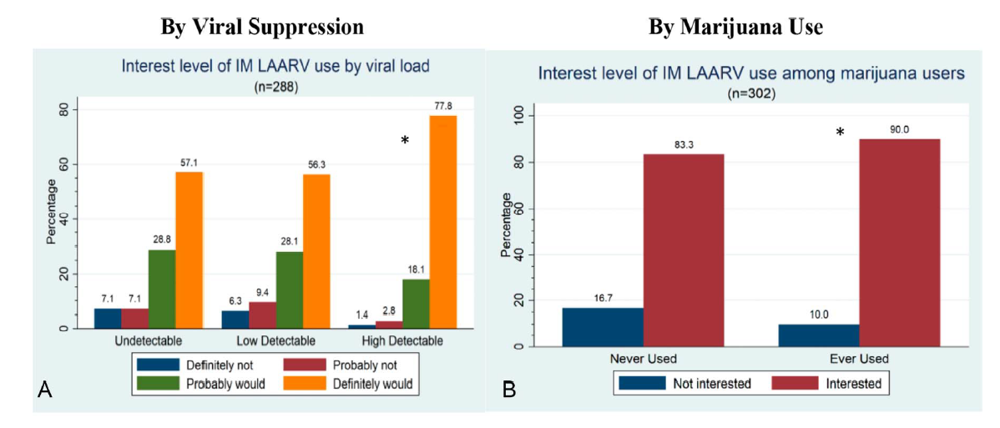 By Viral Suppression
Interest level of IM LAARV use by viral load
(n=288)
Percentage
80
60
40
20
0
7.1
7.1
28.8
57.1
6.3
9.4
28.1
56.3
1.4
2.8
18.1
77.8
*
Undetectable
Low Detectable
High Detectable
Definitely not
Probably not
Probably would
Definitely would
A
By Marijuana Use
Interest level of IM LAARV use among marijuana users
(n=302)
Percentage
100
80
60
40
20
0
16.7
83.3
10.0
90.0
*
Never Used
Ever Used
Not interested
Interested
B